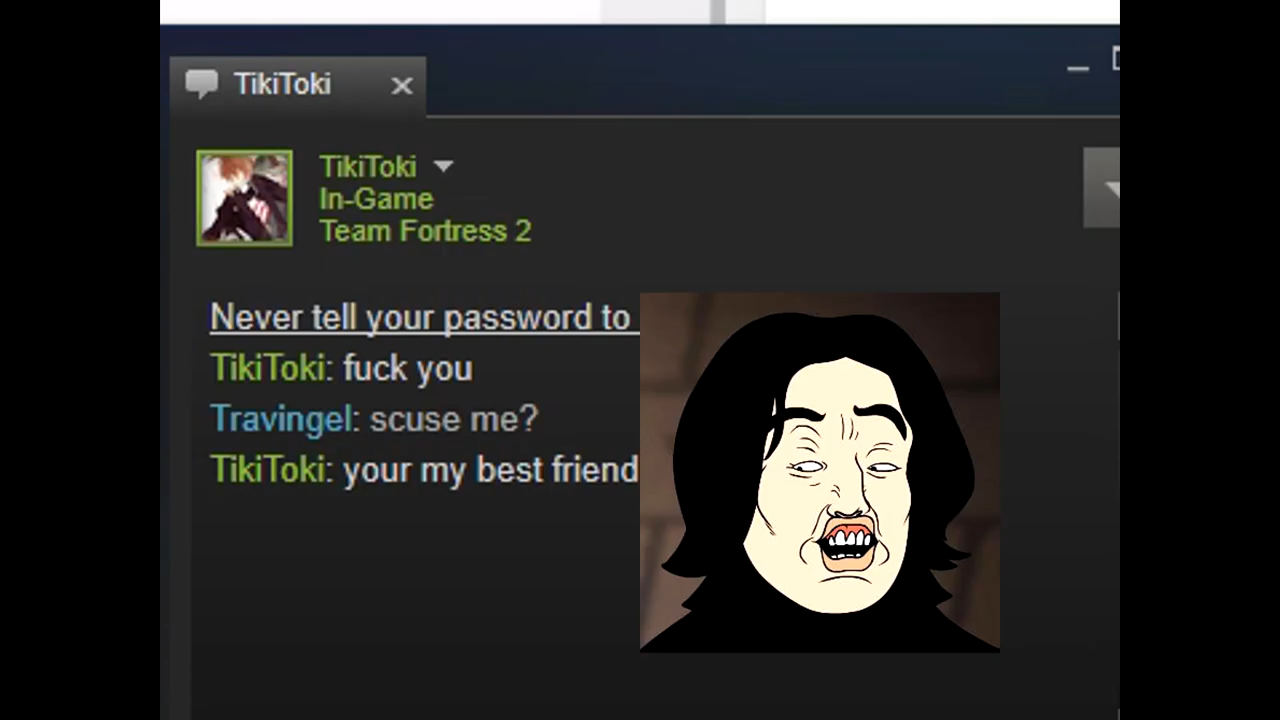 TikiToki
TikiToki
In-Game
Team Fortress 2
Never tell your password to
TikiToki: fuck you
Travingel: scuse me?
TikiToki: your my best friend